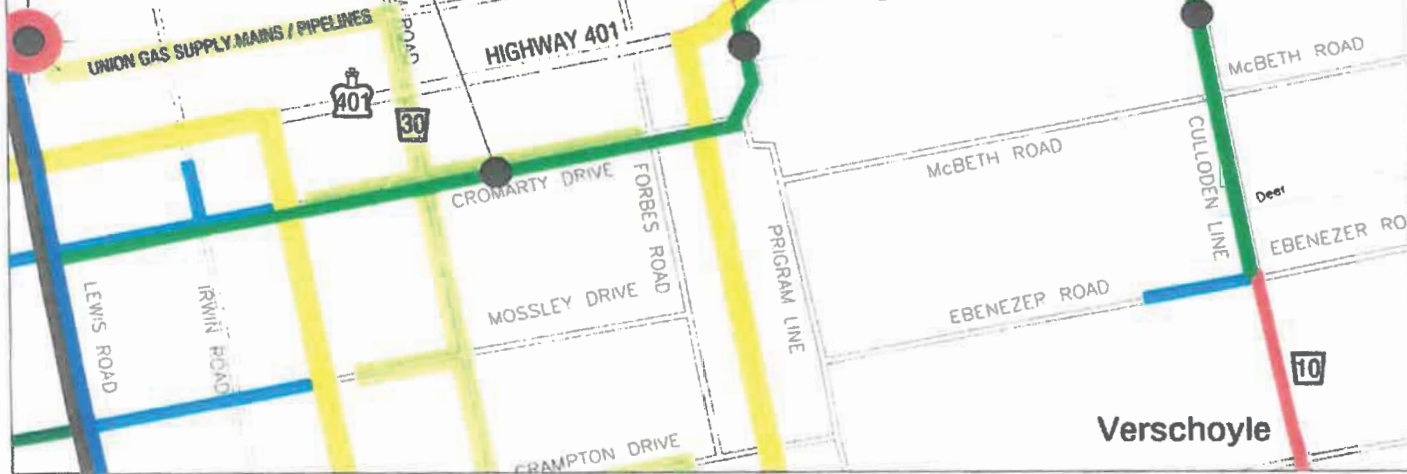 UNION GAS SUPPLY MAINS / PIPELINES
ROAD
HIGHWAY 401
401
30
McBETH ROAD
McBETH ROAD
CULLODEN LINE
Deer
CROMARTY DRIVE
FORBES ROAD
PRIGRAM LINE
EBENEZER RO
EBENEZER ROAD
LEWIS ROAD
IRWIN ROAD
MOSSLEY DRIVE
10
Verschoyle
CRAMPTON DRIVE